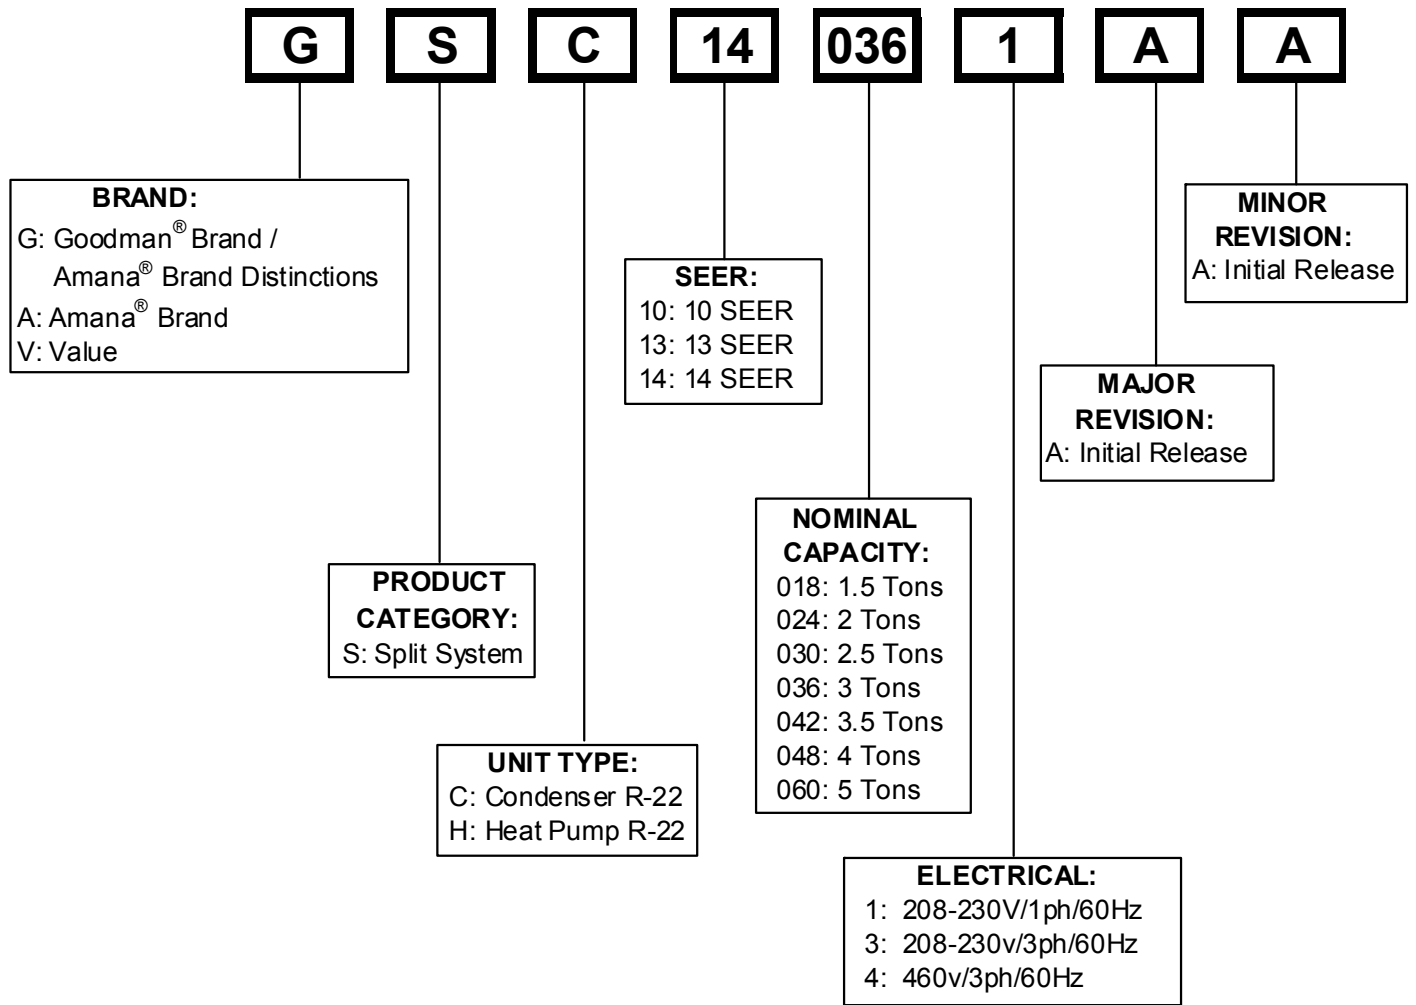 G S C 14 036 1 A A
BRAND:
G: Goodman® Brand /
Amana® Brand Distinctions
A: Amana® Brand
V: Value
PRODUCT
CATEGORY:
S: Split System
UNIT TYPE:
C: Condenser R-22
H: Heat Pump R-22
SEER:
10: 10 SEER
13: 13 SEER
14: 14 SEER
NOMINAL
CAPACITY:
018: 1.5 Tons
024: 2 Tons
030: 2.5 Tons
036: 3 Tons
042: 3.5 Tons
048: 4 Tons
060: 5 Tons
ELECTRICAL:
1: 208-230V/1ph/60Hz
3: 208-230v/3ph/60Hz
4: 460v/3ph/60Hz
MAJOR
REVISION:
A: Initial Release
MINOR
REVISION:
A: Initial Release